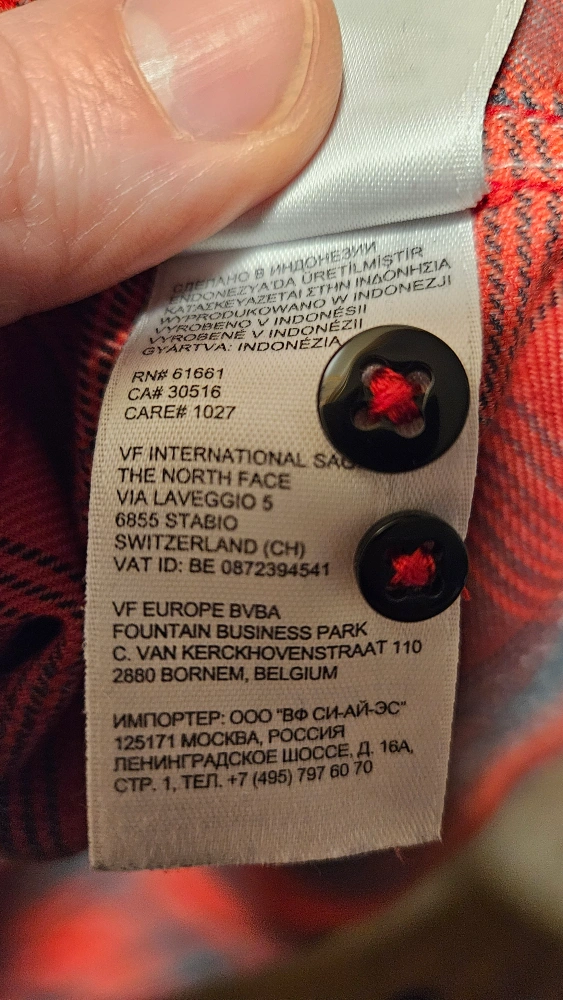 СДЕЛАНО В ИНДОНЕЗИИ
ENDONEZYA'DA ÜRETİLMİŞTİR
ΚΑΤΑΣΚΕΥΑΖΕΤΑΙ ΣΤΗΝ ΙΝΔΟΝΗΣΙΑ
WYPRODUKOWANO W INDONEZJI
VYROBENO V INDONÉSII
VYROBENÉ V INDONÉZII
GYÁRTVA: INDONÉZIA
RN# 61661
CA# 30516
CARE# 1027
VF INTERNATIONAL
THE NORTH FACE
VIA LAVEGGIO 5
6855 STABIO
SWITZERLAND (CH)
VAT ID: BE 0872394541
VF EUROPE BVBA
FOUNTAIN BUSINESS PARK
C. VAN KERCKHOVENSTRAAT 110
2880 BORNEM, BELGIUM
ИМПОРТЕР: ООО "ВФ СИ-АЙ-ЭС"
125171 МОСКВА, РОССИЯ
ЛЕНИНГРАДСКОЕ ШОССЕ, Д. 16А,
СТР. 1, ТЕЛ. +7 (495) 797 60 70